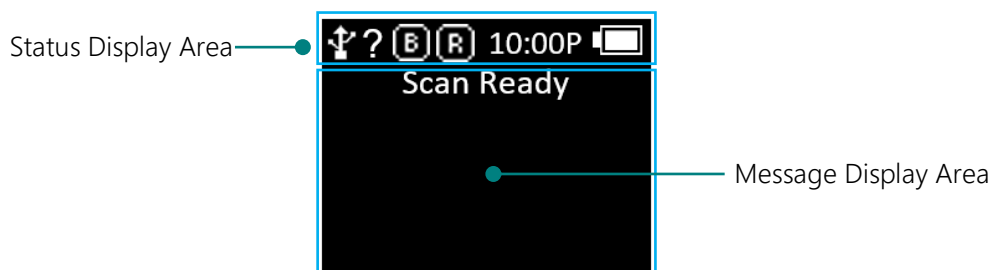 Status Display Area
? B R 10:00P
Scan Ready
Message Display Area